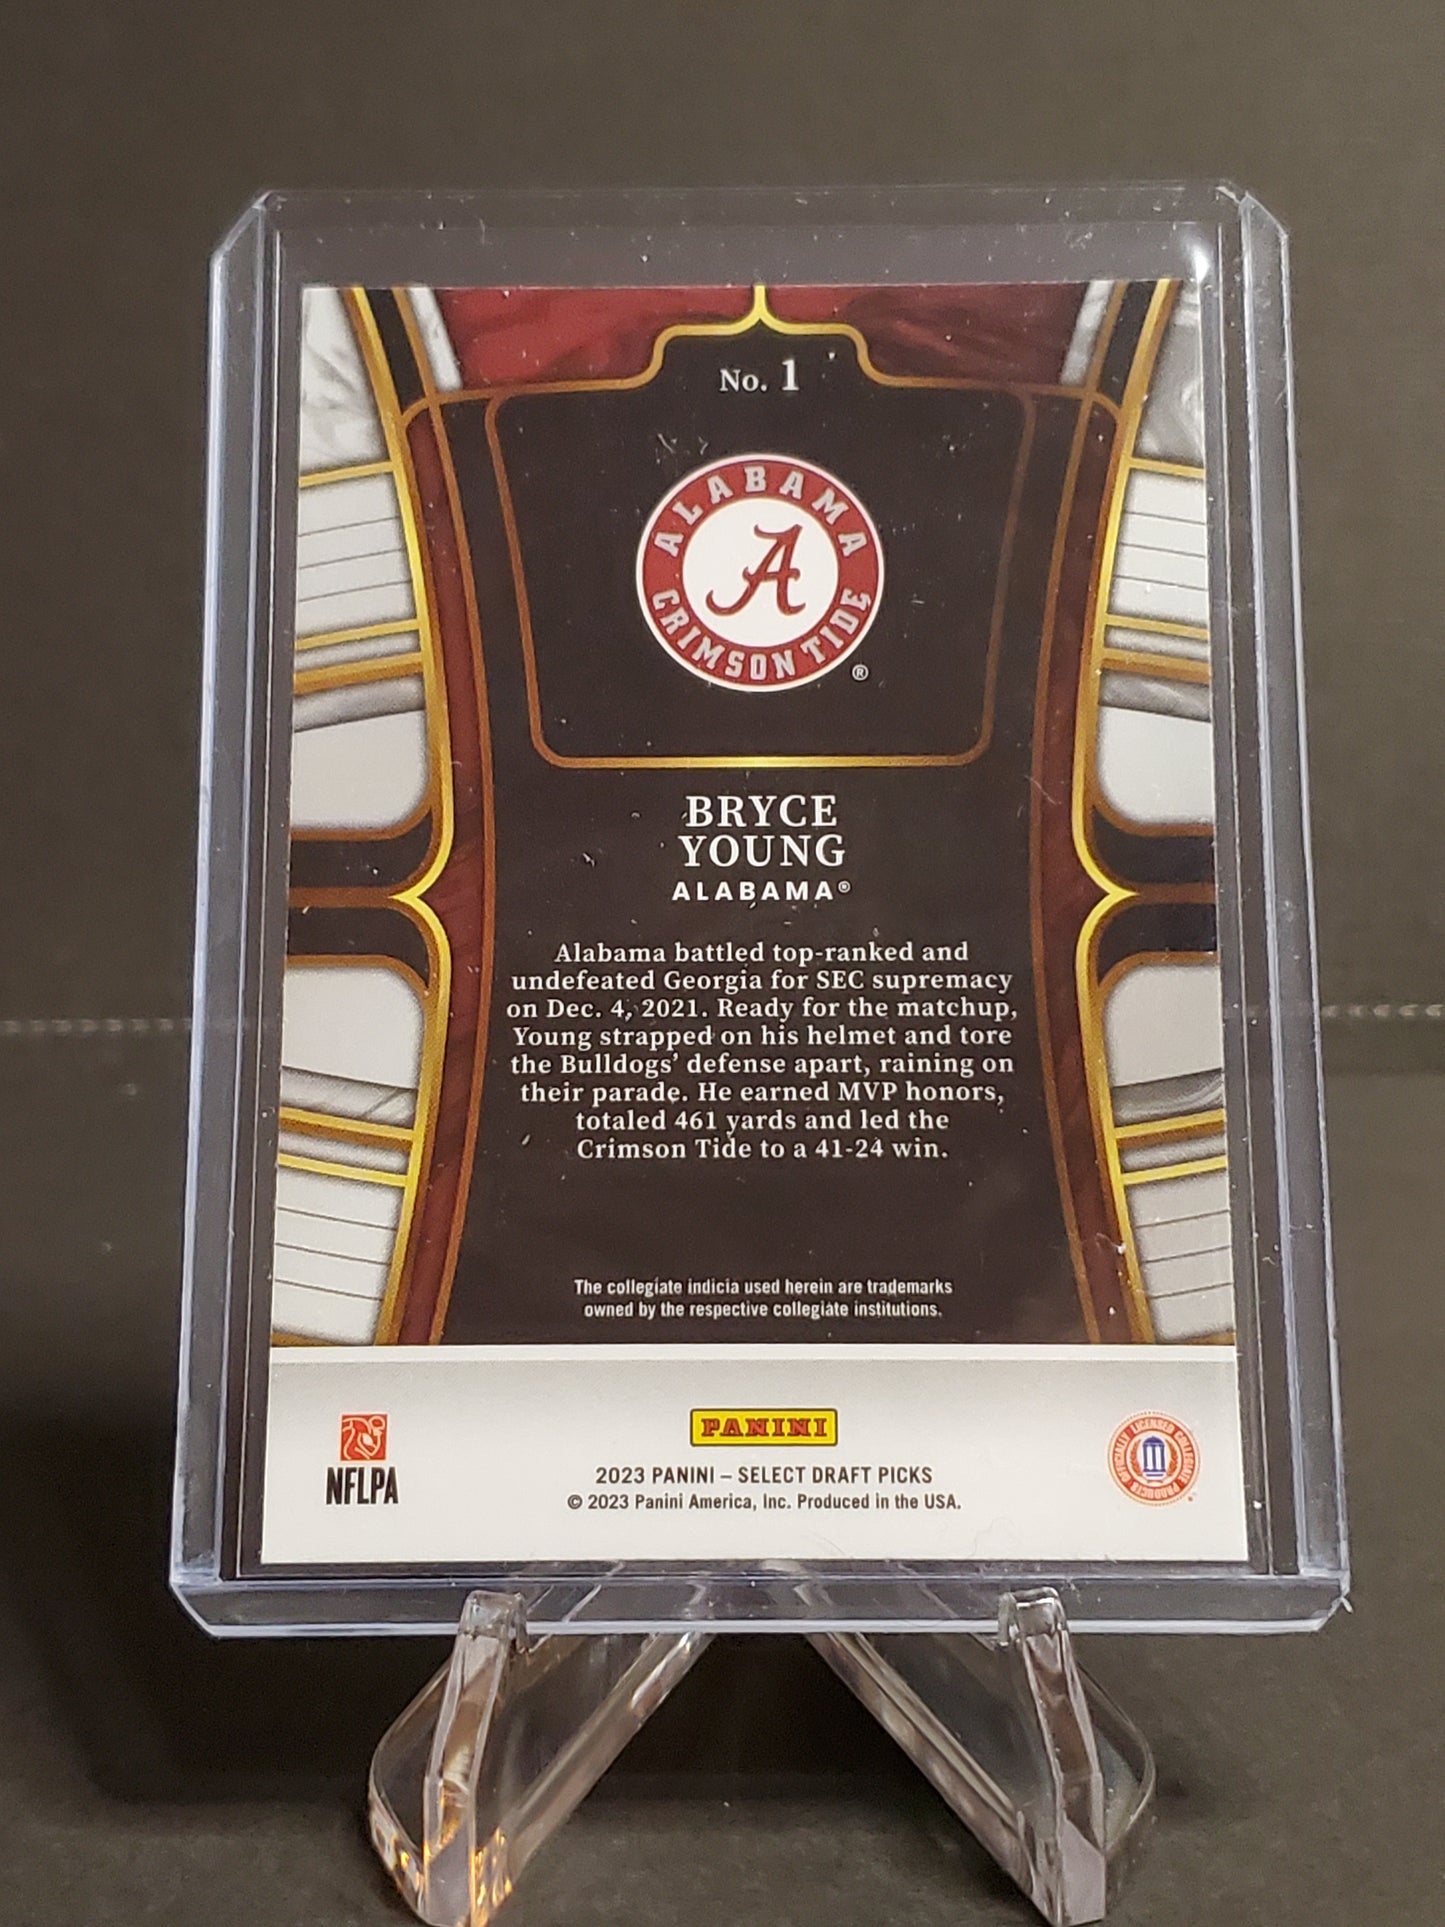 No. 1
ALABAMA
A
CRIMSON TIDE
®
BRYCE
YOUNG
ALABAMA®
Alabama battled top-ranked and
undefeated Georgia for SEC supremacy
on Dec. 4, 2021. Ready for the matchup,
Young strapped on his helmet and tore
the Bulldogs’ defense apart, raining on
their parade. He earned MVP honors,
totaled 461 yards and led the
Crimson Tide to a 41-24 win.
The collegiate indicia used herein are trademarks
owned by the respective collegiate institutions.
PANINI
NFLPA
2023 PANINI – SELECT DRAFT PICKS
© 2023 Panini America, Inc. Produced in the USA.
OFFICIALLY LICENSED COLLEGIATE PRODUCTS